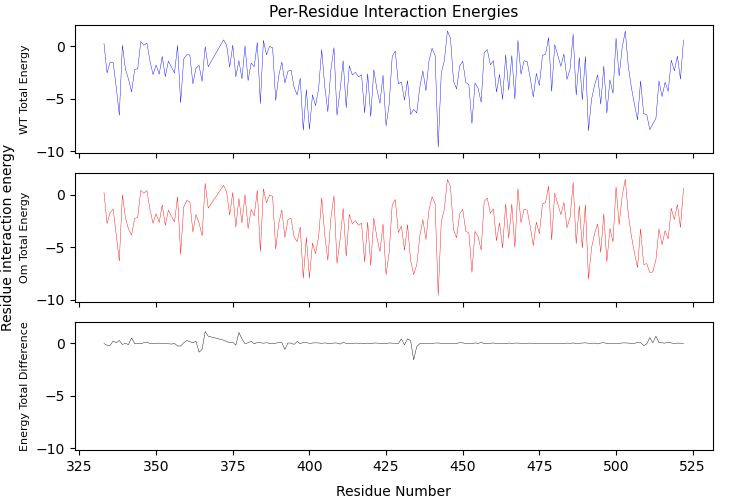 Per-Residue Interaction Energies
Residue interaction energy
WT Total Energy
0
−5
−10
Om Total Energy
0
−5
−10
Energy Total Difference
0
−5
−10
325 350 375 400 425 450 475 500 525
Residue Number